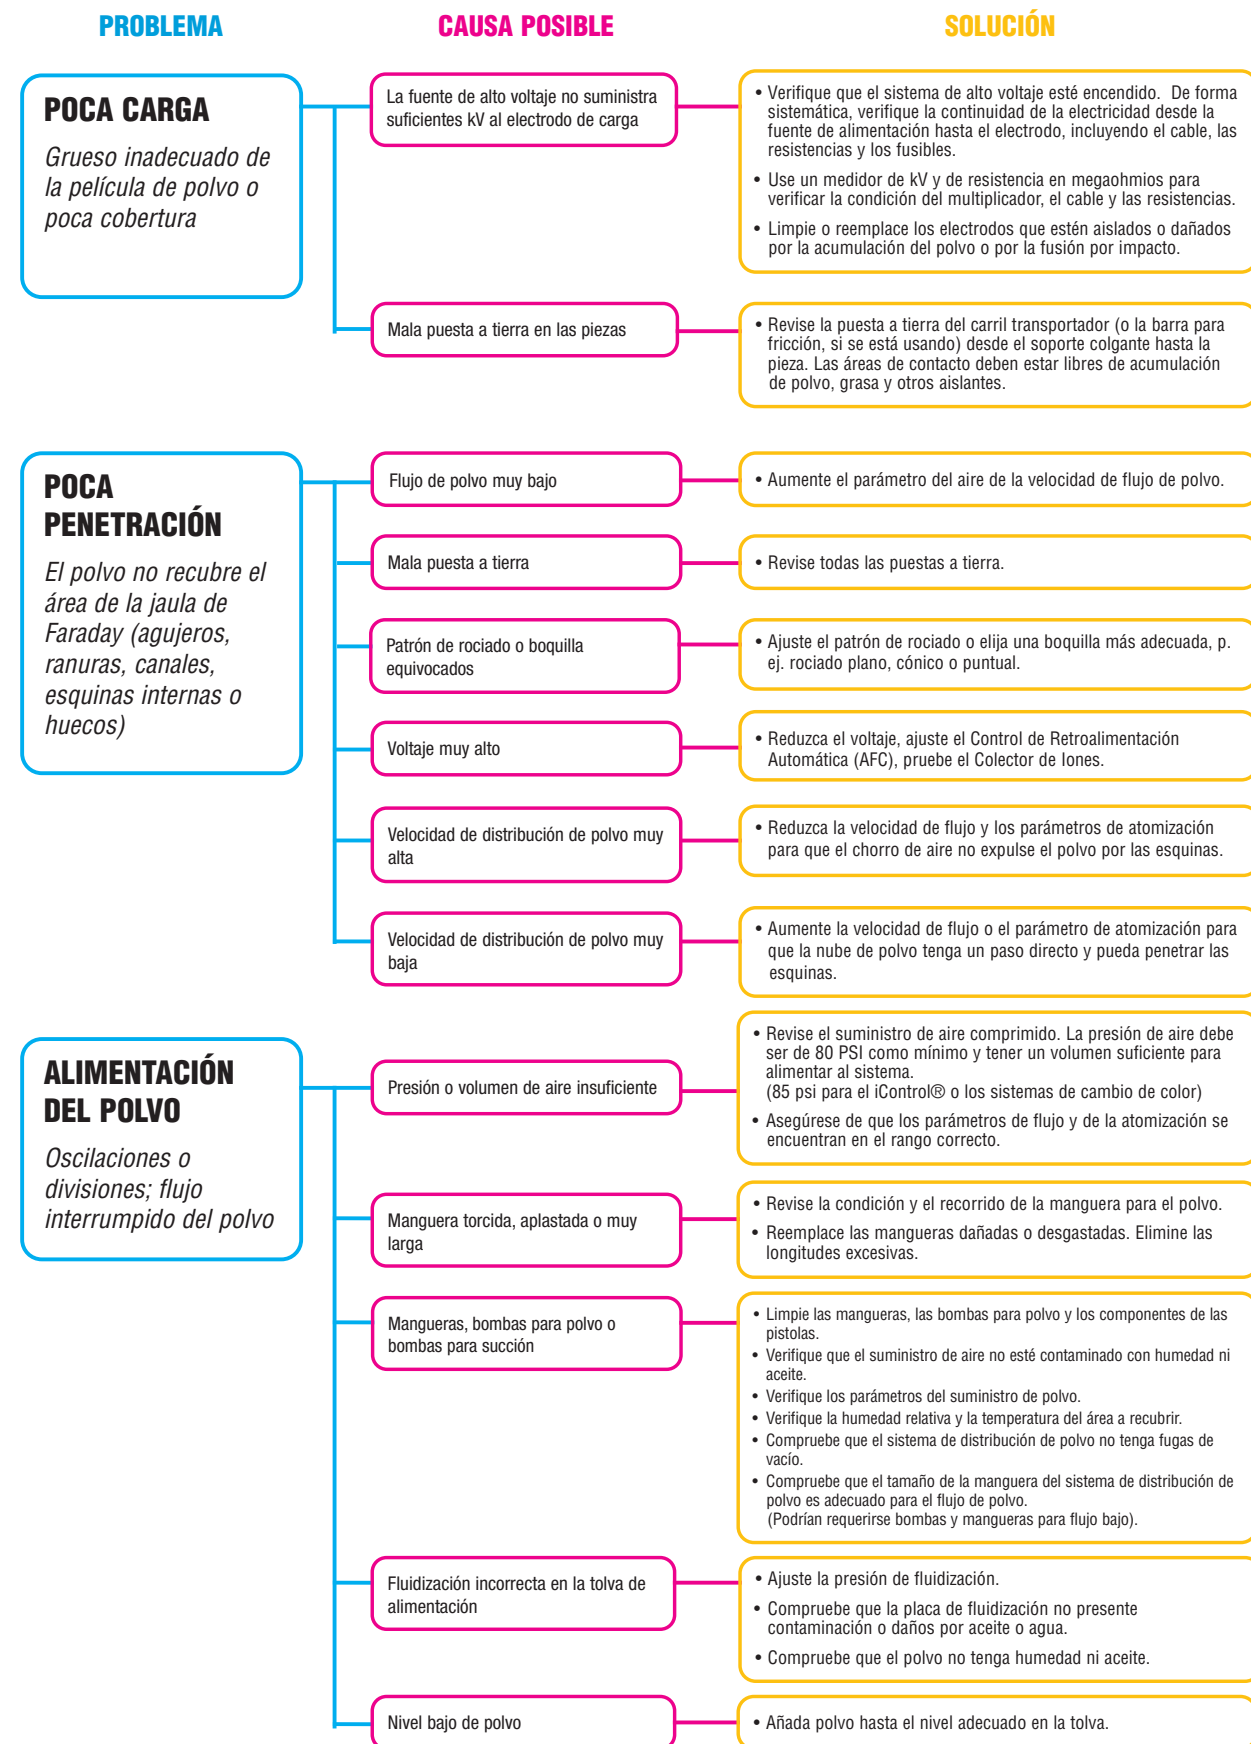 PROBLEMA
CAUSA POSIBLE
SOLUCIÓN
POCA CARGA
Grueso inadecuado de
la película de polvo o
poca cobertura
La fuente de alto voltaje no suministra
suficientes kV al electrodo de carga
• Verifique que el sistema de alto voltaje esté encendido. De forma
sistemática, verifique la continuidad de la electricidad desde la
fuente de alimentación hasta el electrodo, incluyendo el cable, las
resistencias y los fusibles.
• Use un medidor de kV y de resistencia en megaohmios para
verificar la condición del multiplicador, el cable y las resistencias.
• Limpie o reemplace los electrodos que estén aislados o dañados
por la acumulación del polvo o por la fusión por impacto.
Mala puesta a tierra en las piezas
• Revise la puesta a tierra del carril transportador (o la barra para
fricción, si se está usando) desde el soporte colgante hasta la
pieza. Las áreas de contacto deben estar libres de acumulación
de polvo, grasa y otros aislantes.
POCA
PENETRACIÓN
El polvo no recubre el
área de la jaula de
Faraday (agujeros,
ranuras, canales,
esquinas internas o
huecos)
Flujo de polvo muy bajo
• Aumente el parámetro del aire de la velocidad de flujo de polvo.
Mala puesta a tierra
• Revise todas las puestas a tierra.
Patrón de rociado o boquilla
equivocados
• Ajuste el patrón de rociado o elija una boquilla más adecuada, p.
ej. rociado plano, cónico o puntual.
Voltaje muy alto
• Reduzca el voltaje, ajuste el Control de Retroalimentación
Automática (AFC), pruebe el Colector de Iones.
Velocidad de distribución de polvo muy
alta
• Reduzca la velocidad de flujo y los parámetros de atomización
para que el chorro de aire no expulse el polvo por las esquinas.
Velocidad de distribución de polvo muy
baja
• Aumente la velocidad de flujo o el parámetro de atomización para
que la nube de polvo tenga un paso directo y pueda penetrar las
esquinas.
ALIMENTACIÓN
DEL POLVO
Oscilaciones o
divisiones; flujo
interrumpido del polvo
Presión o volumen de aire insuficiente
• Revise el suministro de aire comprimido. La presión de aire debe
ser de 80 PSI como mínimo y tener un volumen suficiente para
alimentar al sistema.
(85 psi para el iControl® o los sistemas de cambio de color)
• Asegúrese de que los parámetros de flujo y de la atomización se
encuentran en el rango correcto.
Manguera torcida, aplastada o muy
larga
• Revise la condición y el recorrido de la manguera para el polvo.
• Reemplace las mangueras dañadas o desgastadas. Elimine las
longitudes excesivas.
Mangueras, bombas para polvo o
bombas para succión
• Limpie las mangueras, las bombas para polvo y los componentes de las
pistolas.
• Verifique que el suministro de aire no esté contaminado con humedad ni
aceite.
• Verifique los parámetros del suministro de polvo.
• Verifique la humedad relativa y la temperatura del área a recubrir.
• Compruebe que el sistema de distribución de polvo no tenga fugas de
vacío.
• Compruebe que el tamaño de la manguera del sistema de distribución de
polvo es adecuado para el flujo de polvo.
(Podrían requerirse bombas y mangueras para flujo bajo).
Fluidización incorrecta en la tolva de
alimentación
• Ajuste la presión de fluidización.
• Compruebe que la placa de fluidización no presente
contaminación o daños por aceite o agua.
• Compruebe que el polvo no tenga humedad ni aceite.
Nivel bajo de polvo
• Añada polvo hasta el nivel adecuado en la tolva.